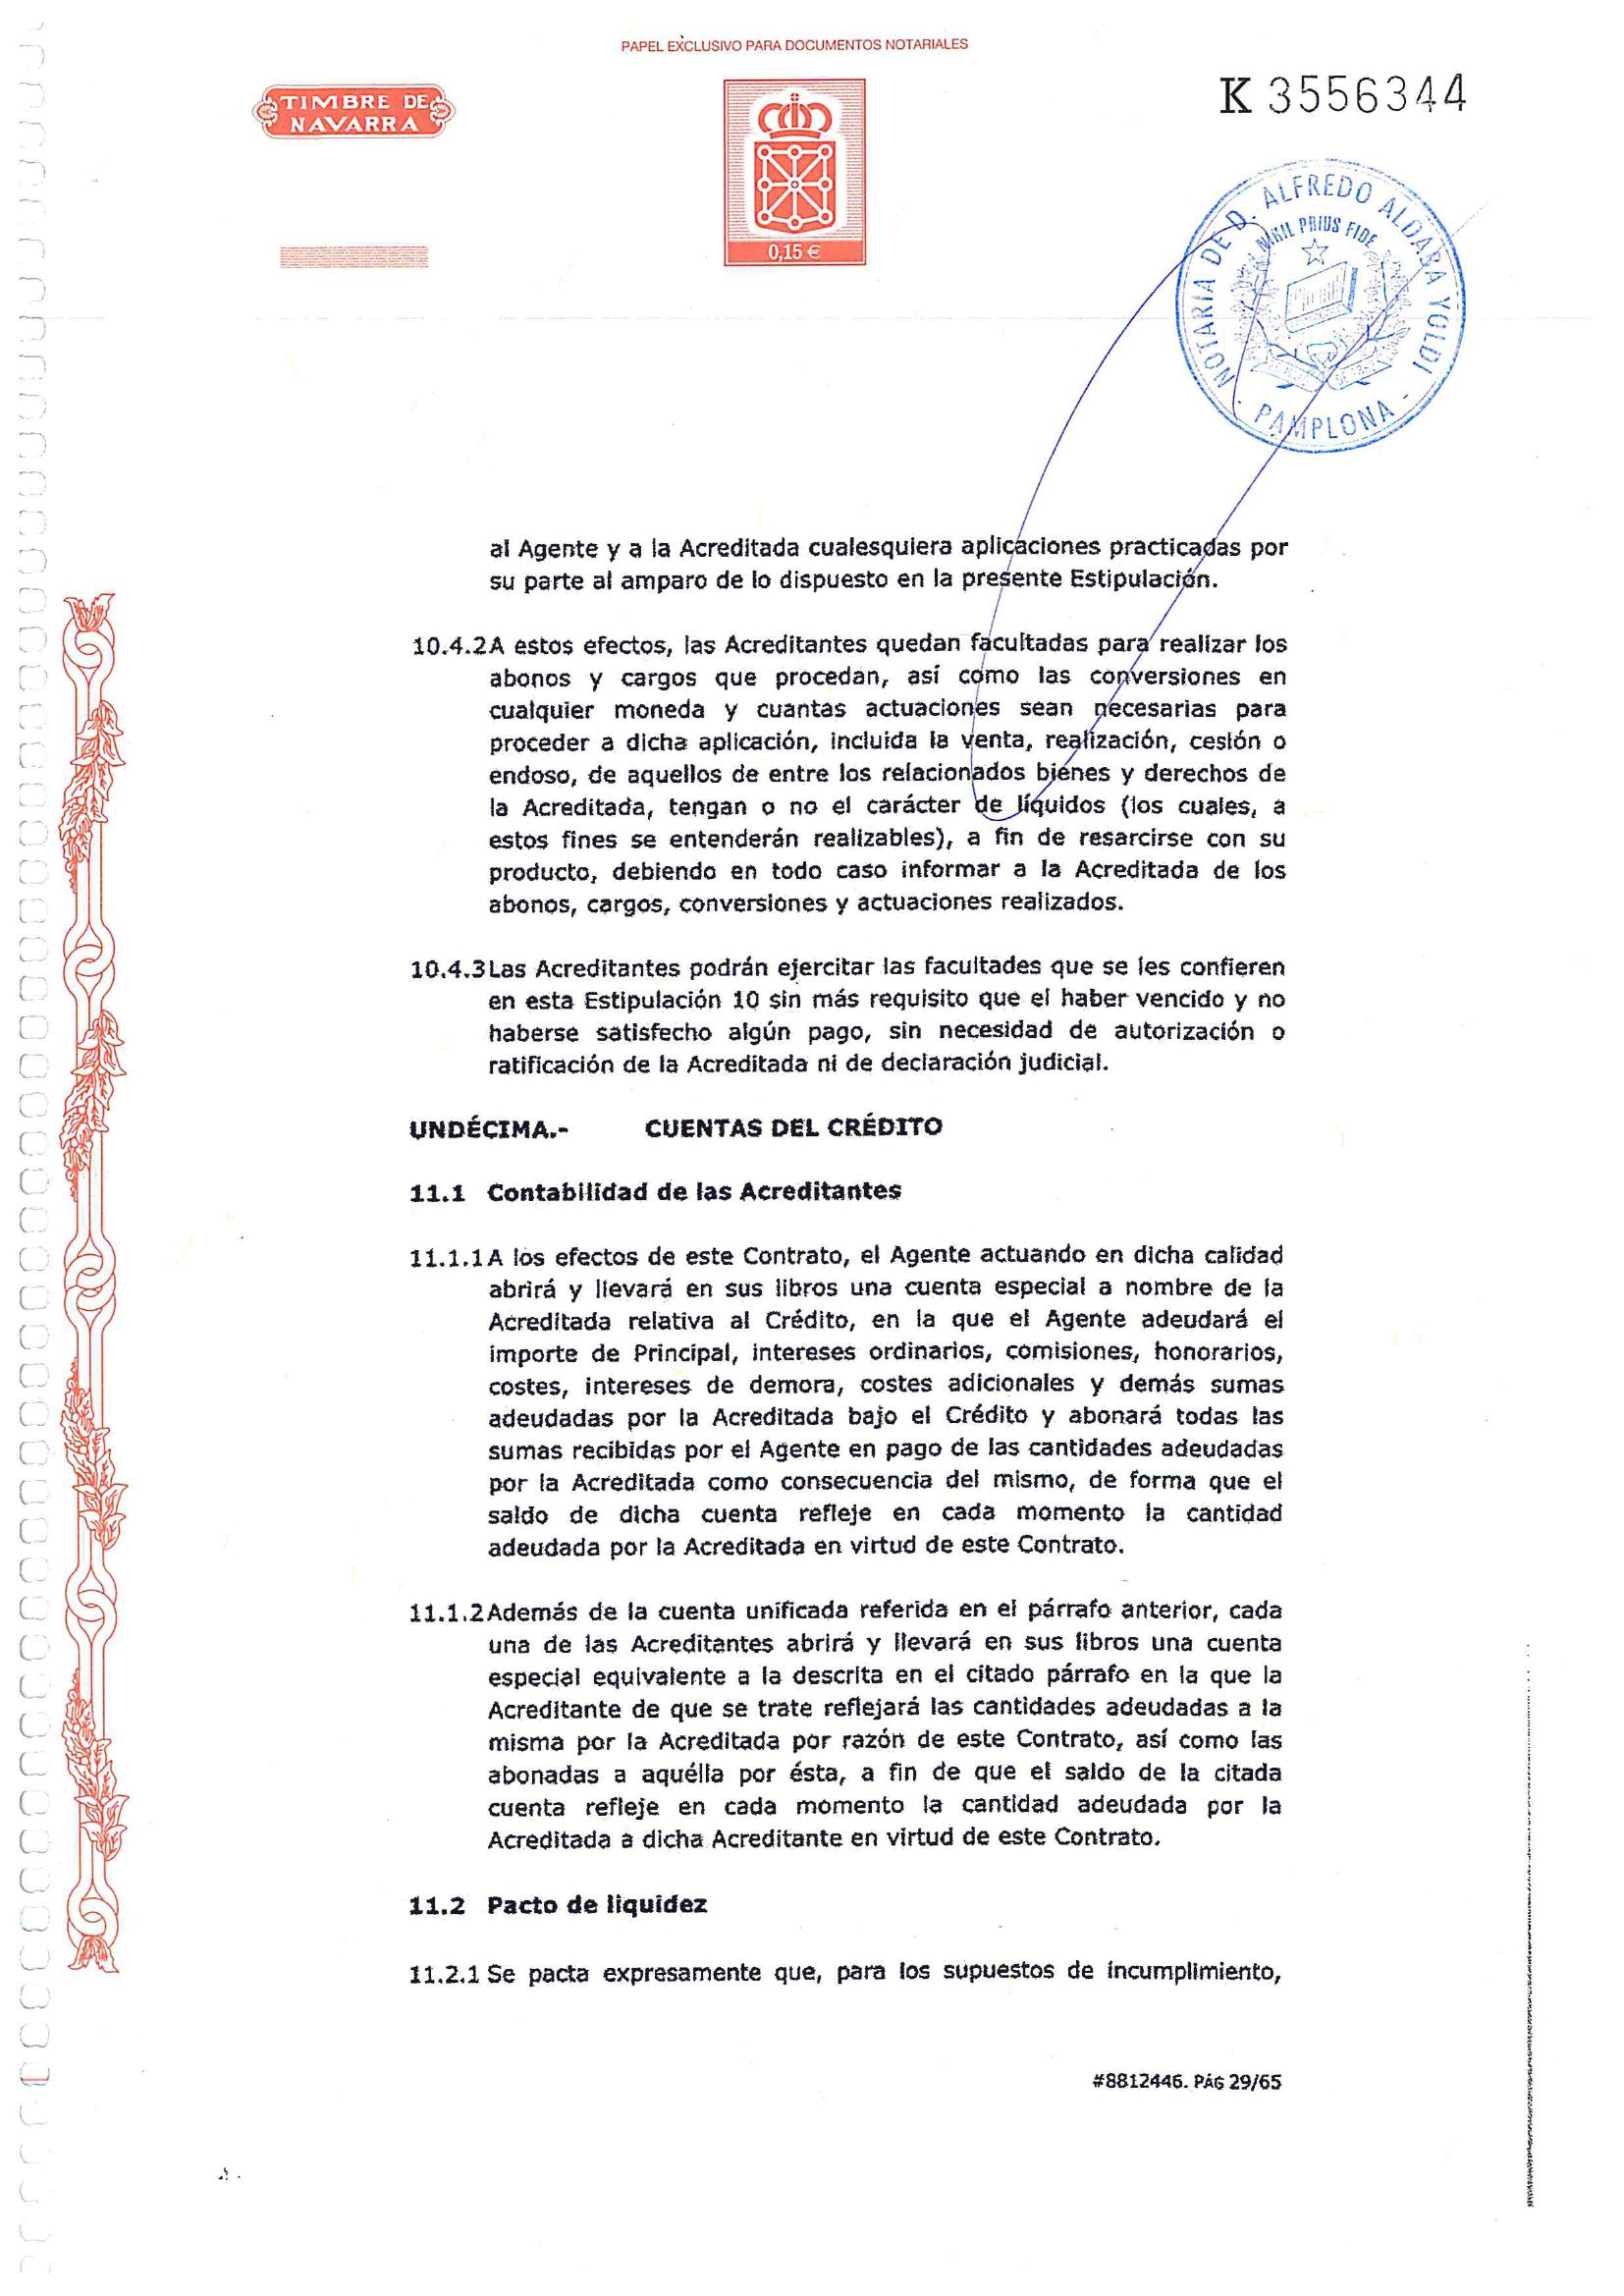 PAPEL EXCLUSIVO PARA DOCUMENTOS NOTARIALES
TIMBRE DE
NAVARRA
0,15 €
K 3556344
NOTARIA DE D. ALFREDO ALDABA YOLDI - PAMPLONA -
NIHIL PRIUS FIDE
al Agente y a la Acreditada cualesquiera aplicaciones practicadas por
su parte al amparo de lo dispuesto en la presente Estipulación.
10.4.2 A estos efectos, las Acreditantes quedan facultadas para realizar los
abonos y cargos que procedan, así como las conversiones en
cualquier moneda y cuantas actuaciones sean necesarias para
proceder a dicha aplicación, incluida la venta, realización, cesión o
endoso, de aquellos de entre los relacionados bienes y derechos de
la Acreditada, tengan o no el carácter de líquidos (los cuales, a
estos fines se entenderán realizables), a fin de resarcirse con su
producto, debiendo en todo caso informar a la Acreditada de los
abonos, cargos, conversiones y actuaciones realizados.
10.4.3 Las Acreditantes podrán ejercitar las facultades que se les confieren
en esta Estipulación 10 sin más requisito que el haber vencido y no
haberse satisfecho algún pago, sin necesidad de autorización o
ratificación de la Acreditada ni de declaración judicial.
UNDÉCIMA.- CUENTAS DEL CRÉDITO
11.1 Contabilidad de las Acreditantes
11.1.1 A los efectos de este Contrato, el Agente actuando en dicha calidad
abrirá y llevará en sus libros una cuenta especial a nombre de la
Acreditada relativa al Crédito, en la que el Agente adeudará el
importe de Principal, intereses ordinarios, comisiones, honorarios,
costes, intereses de demora, costes adicionales y demás sumas
adeudadas por la Acreditada bajo el Crédito y abonará todas las
sumas recibidas por el Agente en pago de las cantidades adeudadas
por la Acreditada como consecuencia del mismo, de forma que el
saldo de dicha cuenta refleje en cada momento la cantidad
adeudada por la Acreditada en virtud de este Contrato.
11.1.2 Además de la cuenta unificada referida en el párrafo anterior, cada
una de las Acreditantes abrirá y llevará en sus libros una cuenta
especial equivalente a la descrita en el citado párrafo en la que la
Acreditante de que se trate reflejará las cantidades adeudadas a la
misma por la Acreditada por razón de este Contrato, así como las
abonadas a aquélla por ésta, a fin de que el saldo de la citada
cuenta refleje en cada momento la cantidad adeudada por la
Acreditada a dicha Acreditante en virtud de este Contrato.
11.2 Pacto de liquidez
11.2.1 Se pacta expresamente que, para los supuestos de incumplimiento,
#8812446. PÁG 29/65